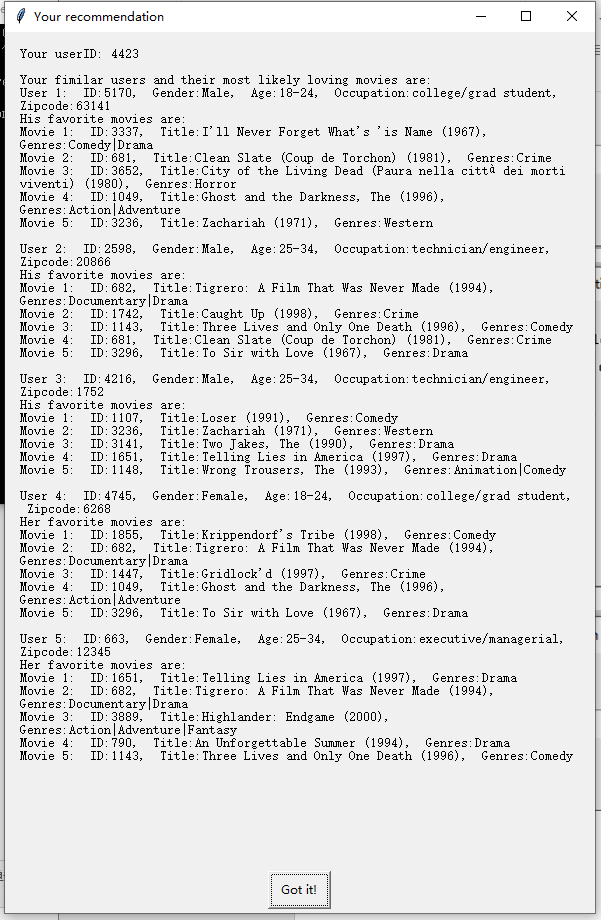 Your recommendation
Your userID: 4423
Your fimilar users and their most likely loving movies are:
User 1:  ID:5170,  Gender:Male,  Age:18-24,  Occupation:college/grad student,
Zipcode:63141
His favorite movies are:
Movie 1:  ID:3337,  Title:I'll Never Forget What's 'is Name (1967),
Genres:Comedy|Drama
Movie 2:  ID:681,  Title:Clean Slate (Coup de Torchon) (1981),  Genres:Crime
Movie 3:  ID:3652,  Title:City of the Living Dead (Paura nella città dei morti
viventi) (1980),  Genres:Horror
Movie 4:  ID:1049,  Title:Ghost and the Darkness, The (1996),
Genres:Action|Adventure
Movie 5:  ID:3236,  Title:Zachariah (1971),  Genres:Western
User 2:  ID:2598,  Gender:Male,  Age:25-34,  Occupation:technician/engineer,
Zipcode:20866
His favorite movies are:
Movie 1:  ID:682,  Title:Tigrero: A Film That Was Never Made (1994),
Genres:Documentary|Drama
Movie 2:  ID:1742,  Title:Caught Up (1998),  Genres:Crime
Movie 3:  ID:1143,  Title:Three Lives and Only One Death (1996),  Genres:Comedy
Movie 4:  ID:681,  Title:Clean Slate (Coup de Torchon) (1981),  Genres:Crime
Movie 5:  ID:3296,  Title:To Sir with Love (1967),  Genres:Drama
User 3:  ID:4216,  Gender:Male,  Age:25-34,  Occupation:technician/engineer,
Zipcode:1752
His favorite movies are:
Movie 1:  ID:1107,  Title:Loser (1991),  Genres:Comedy
Movie 2:  ID:3236,  Title:Zachariah (1971),  Genres:Western
Movie 3:  ID:3141,  Title:Two Jakes, The (1990),  Genres:Drama
Movie 4:  ID:1651,  Title:Telling Lies in America (1997),  Genres:Drama
Movie 5:  ID:1148,  Title:Wrong Trousers, The (1993),  Genres:Animation|Comedy
User 4:  ID:4745,  Gender:Female,  Age:18-24,  Occupation:college/grad student,
Zipcode:6268
Her favorite movies are:
Movie 1:  ID:1855,  Title:Krippendorf's Tribe (1998),  Genres:Comedy
Movie 2:  ID:682,  Title:Tigrero: A Film That Was Never Made (1994),
Genres:Documentary|Drama
Movie 3:  ID:1447,  Title:Gridlock'd (1997),  Genres:Crime
Movie 4:  ID:1049,  Title:Ghost and the Darkness, The (1996),
Genres:Action|Adventure
Movie 5:  ID:3296,  Title:To Sir with Love (1967),  Genres:Drama
User 5:  ID:663,  Gender:Female,  Age:25-34,  Occupation:executive/managerial,
Zipcode:12345
Her favorite movies are:
Movie 1:  ID:1651,  Title:Telling Lies in America (1997),  Genres:Drama
Movie 2:  ID:682,  Title:Tigrero: A Film That Was Never Made (1994),
Genres:Documentary|Drama
Movie 3:  ID:3889,  Title:Highlander: Endgame (2000),
Genres:Action|Adventure|Fantasy
Movie 4:  ID:790,  Title:An Unforgettable Summer (1994),  Genres:Drama
Movie 5:  ID:1143,  Title:Three Lives and Only One Death (1996),  Genres:Comedy
Got it!